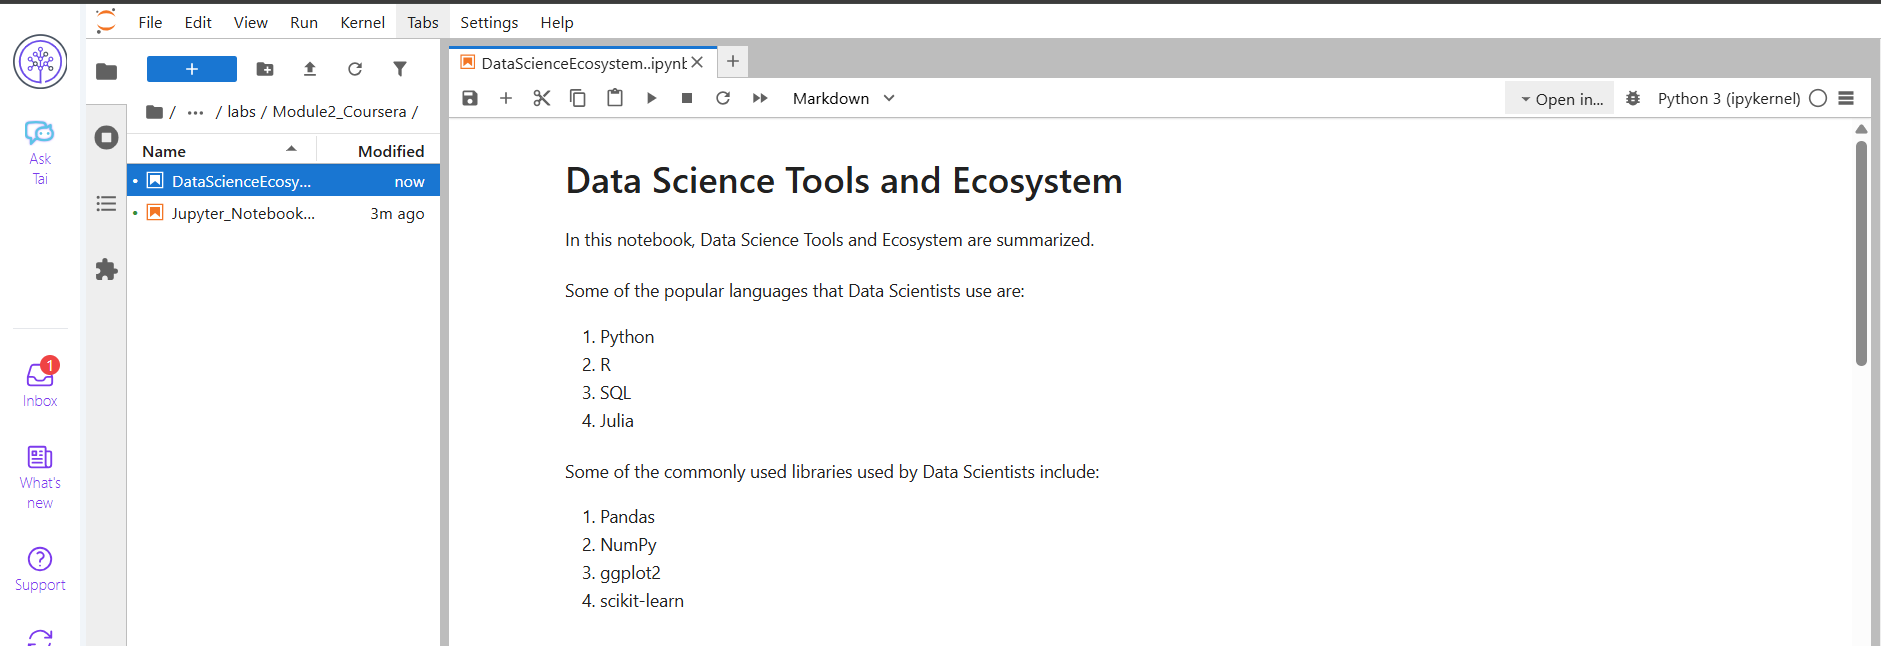 File Edit View Run Kernel Tabs Settings Help
Ask
Tai
1
Inbox
What's
new
Support
+
/ ... / labs / Module2_Coursera /
Name Modified
DataScienceEcosy... now
Jupyter_Notebook... 3m ago
DataScienceEcosystem..ipynb
Markdown
Open in...
Python 3 (ipykernel)
Data Science Tools and Ecosystem
In this notebook, Data Science Tools and Ecosystem are summarized.
Some of the popular languages that Data Scientists use are:
1. Python
2. R
3. SQL
4. Julia
Some of the commonly used libraries used by Data Scientists include:
1. Pandas
2. NumPy
3. ggplot2
4. scikit-learn